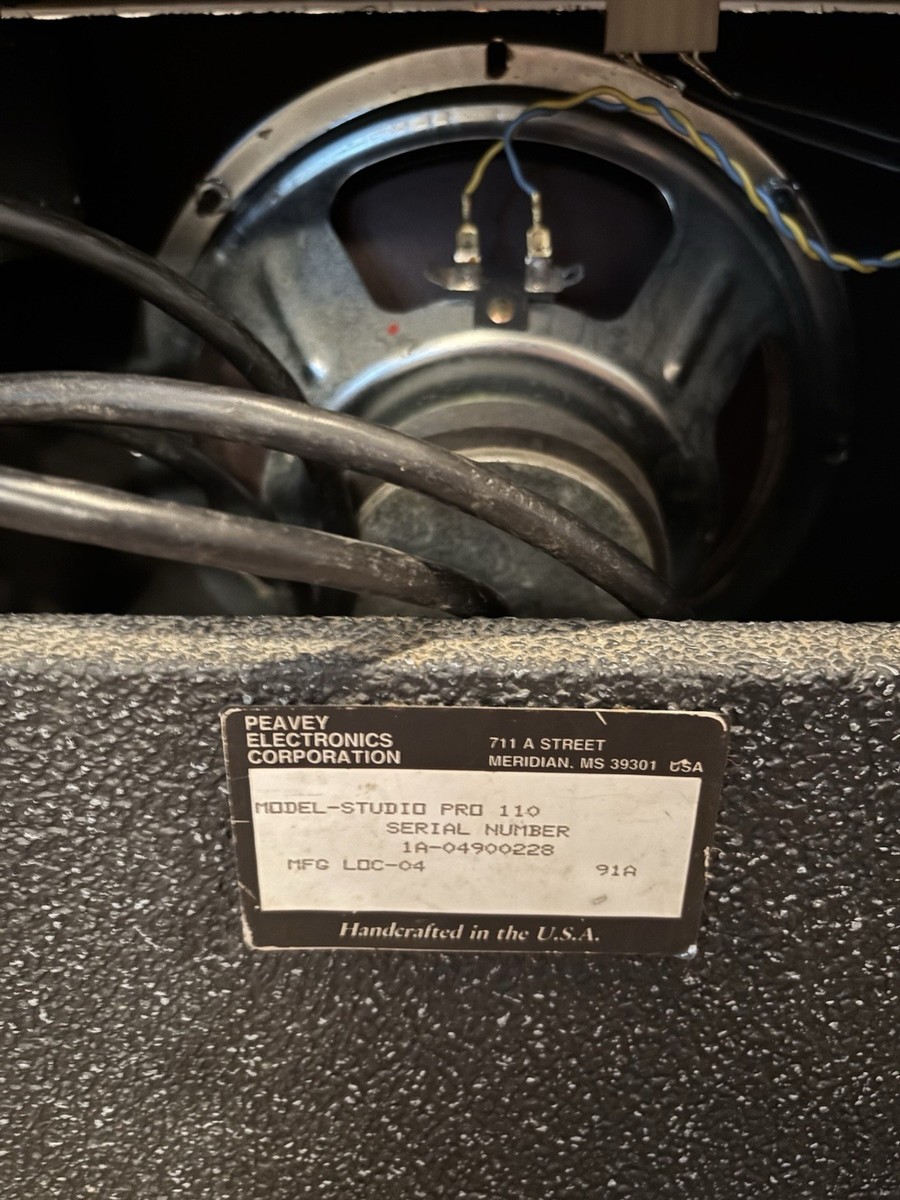 PEAVEY
ELECTRONICS
CORPORATION
711 A STREET
MERIDIAN, MS 39301 USA
MODEL-STUDIO PRO 110
SERIAL NUMBER
1A-04900228
MFG LOC-04 91A
Handcrafted in the U.S.A.